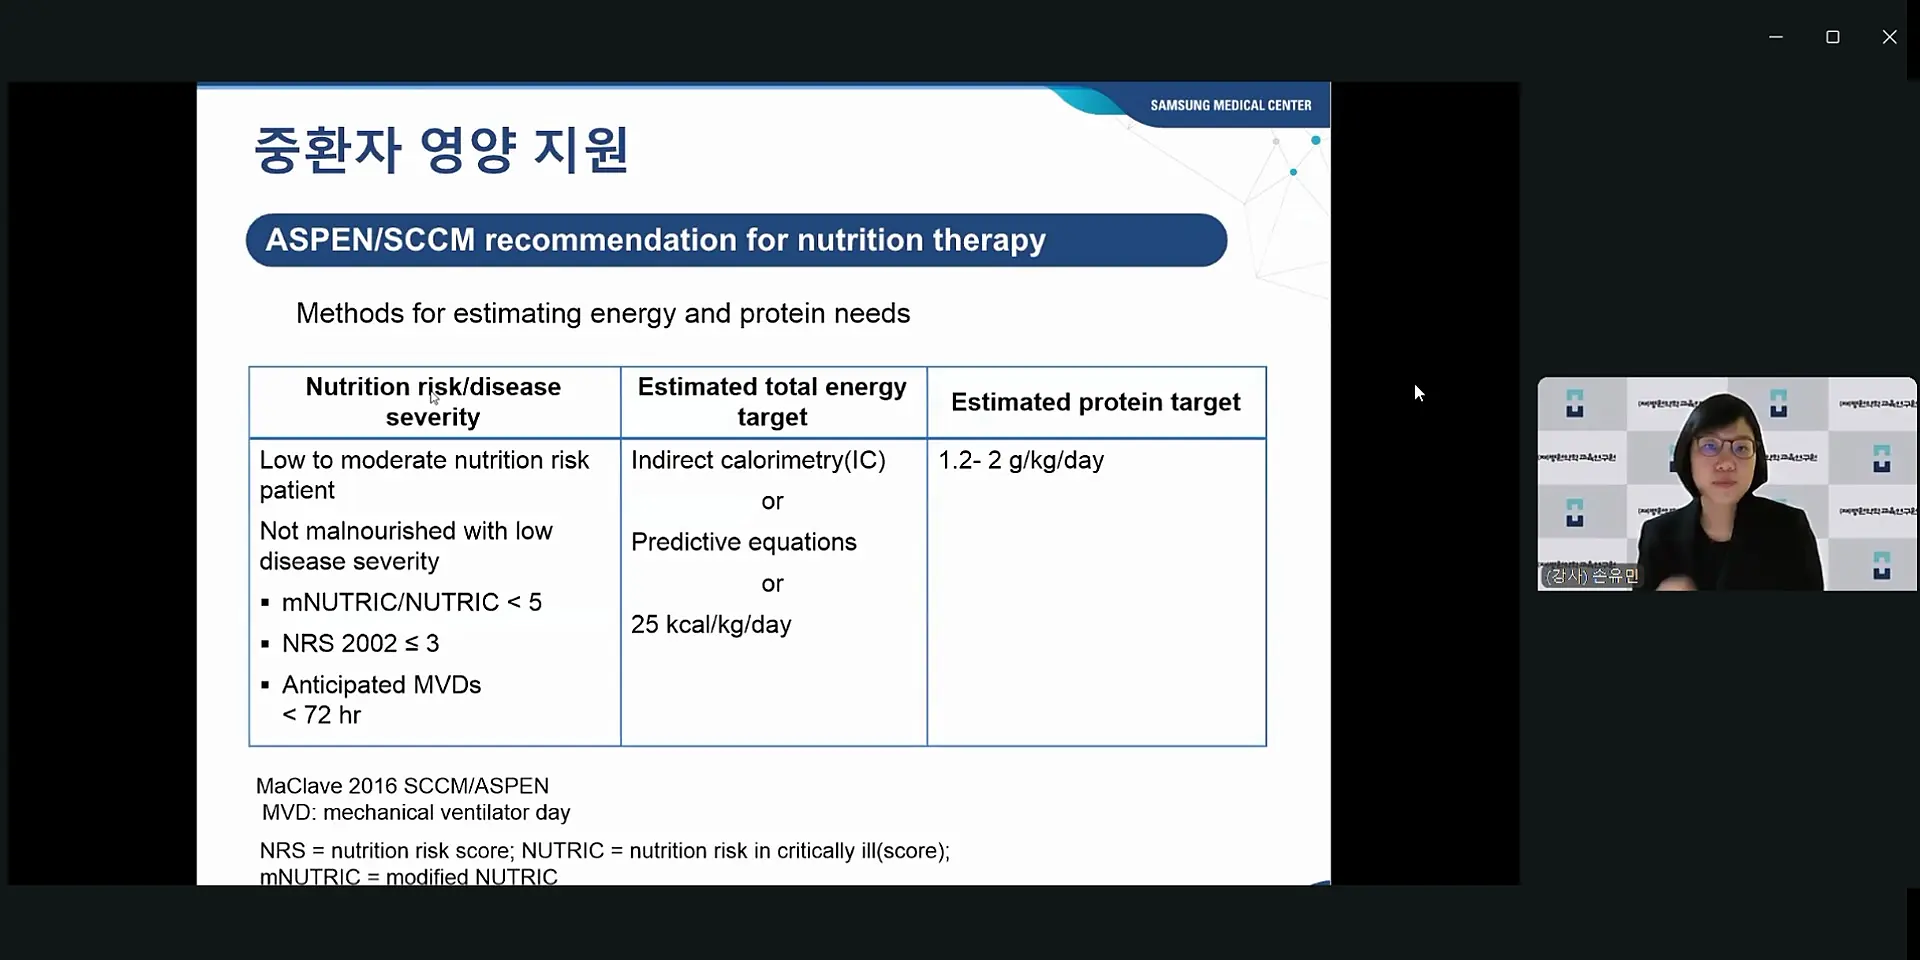 SAMSUNG MEDICAL CENTER
중환자 영양 지원
ASPEN/SCCM recommendation for nutrition therapy
Methods for estimating energy and protein needs
Nutrition risk/disease
severity
Estimated total energy
target
Estimated protein target
Low to moderate nutrition risk
patient
Not malnourished with low
disease severity
▪ mNUTRIC/NUTRIC < 5
▪ NRS 2002 ≤ 3
▪ Anticipated MVDs
< 72 hr
Indirect calorimetry(IC)
or
Predictive equations
or
25 kcal/kg/day
1.2- 2 g/kg/day
MaClave 2016 SCCM/ASPEN
MVD: mechanical ventilator day
NRS = nutrition risk score; NUTRIC = nutrition risk in critically ill(score);
mNUTRIC = modified NUTRIC
(강사) 손유민